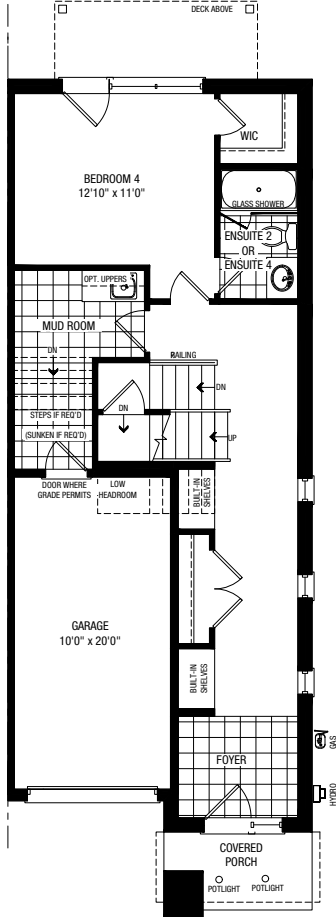 DECK ABOVE
WIC
BEDROOM 4
12'10" x 11'0"
GLASS SHOWER
ENSUITE 2
OR
ENSUITE 4
OPT. UPPERS
MUD ROOM
DN
RAILING
DN
DN
STEPS IF REQ'D
(SUNKEN IF REQ'D)
UP
DOOR WHERE
GRADE PERMITS
LOW
HEADROOM
BUILT-IN
SHELVES
GARAGE
10'0" x 20'0"
BUILT-IN
SHELVES
FOYER
GAS
HYDRO
COVERED
PORCH
POTLIGHT
POTLIGHT